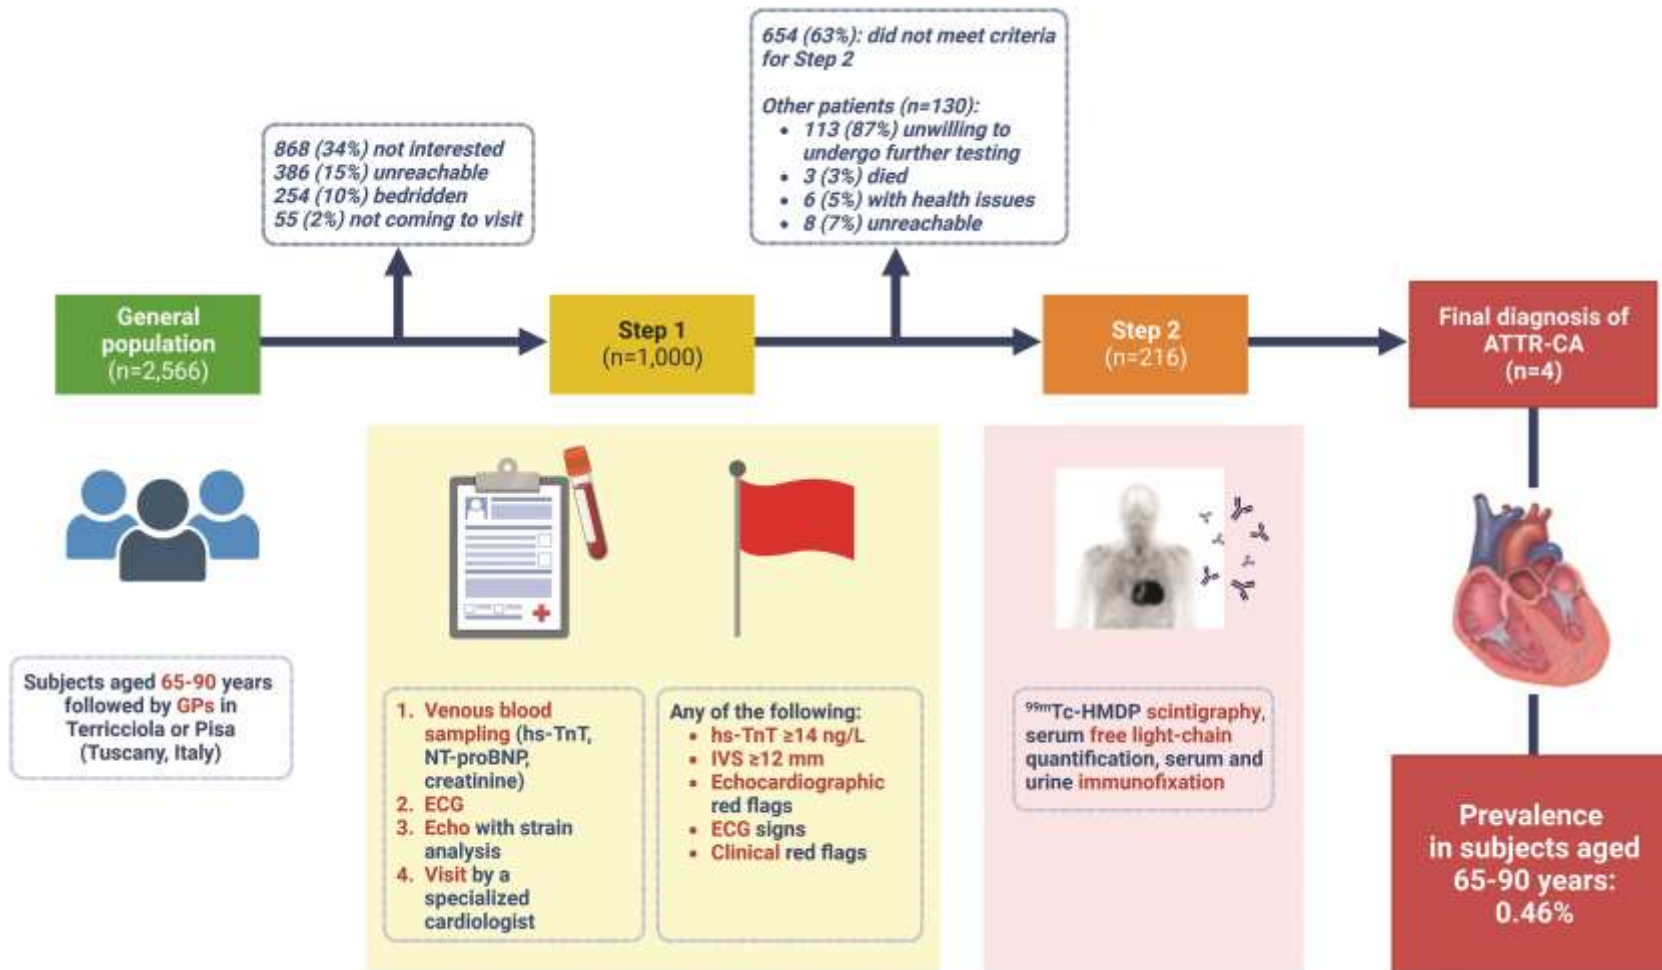 654 (63%): did not meet criteria
for Step 2
Other patients (n=130):
• 113 (87%) unwilling to
undergo further testing
• 3 (3%) died
• 6 (5%) with health issues
• 8 (7%) unreachable
868 (34%) not interested
386 (15%) unreachable
254 (10%) bedridden
55 (2%) not coming to visit
General
population
(n=2,566)
Step 1
(n=1,000)
Step 2
(n=216)
Final diagnosis of
ATTR-CA
(n=4)
Subjects aged 65-90 years
followed by GPs in
Terricciola or Pisa
(Tuscany, Italy)
1. Venous blood
sampling (hs-TnT,
NT-proBNP,
creatinine)
2. ECG
3. Echo with strain
analysis
4. Visit by a
specialized
cardiologist
Any of the following:
• hs-TnT ≥14 ng/L
• IVS ≥12 mm
• Echocardiographic
red flags
• ECG signs
• Clinical red flags
⁹⁹ᵐTc-HMDP scintigraphy,
serum free light-chain
quantification, serum and
urine immunofixation
Prevalence
in subjects aged
65-90 years:
0.46%